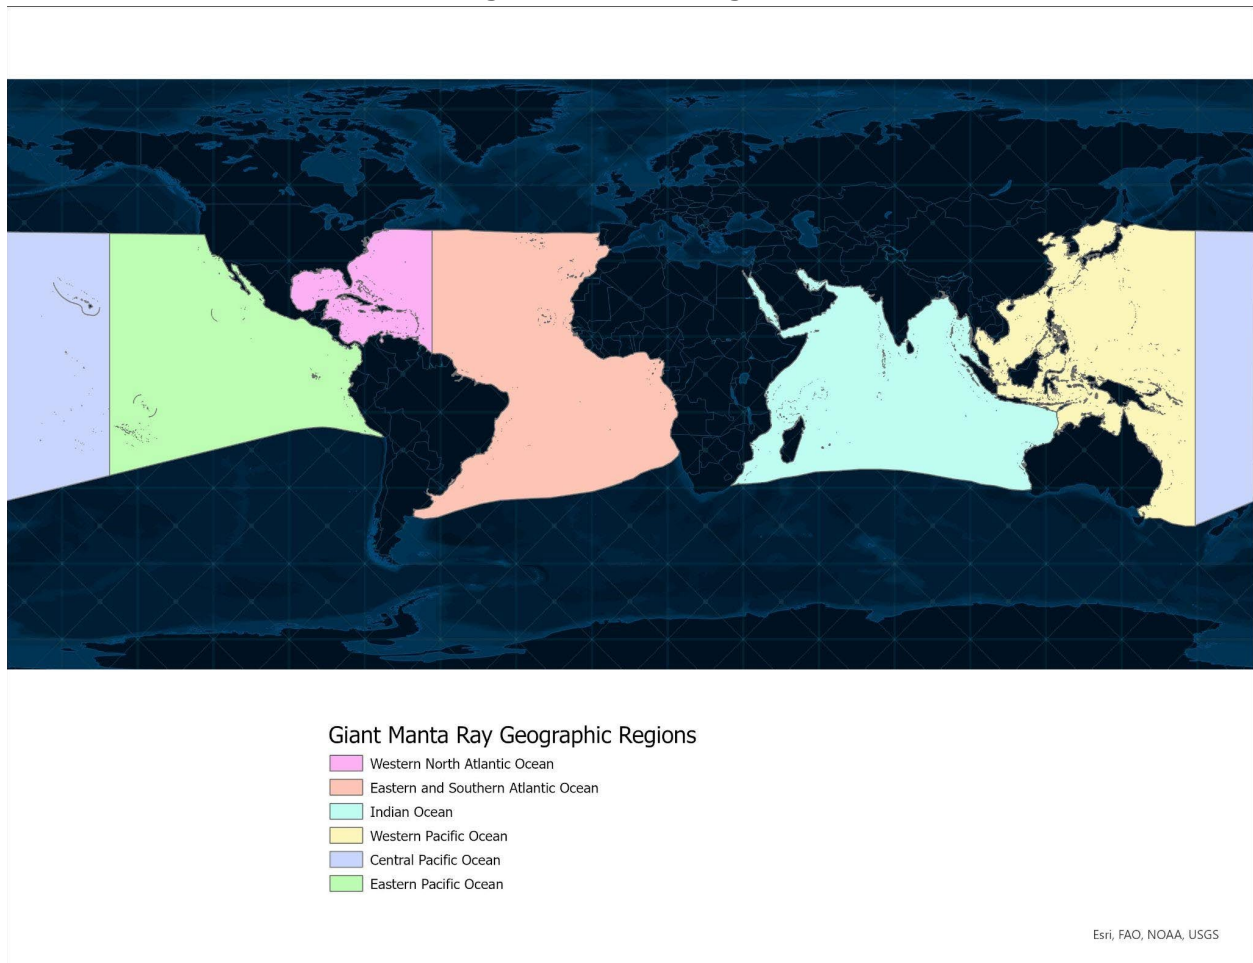 Giant Manta Ray Geographic Regions
Western North Atlantic Ocean
Eastern and Southern Atlantic Ocean
Indian Ocean
Western Pacific Ocean
Central Pacific Ocean
Eastern Pacific Ocean
Esri, FAO, NOAA, USGS